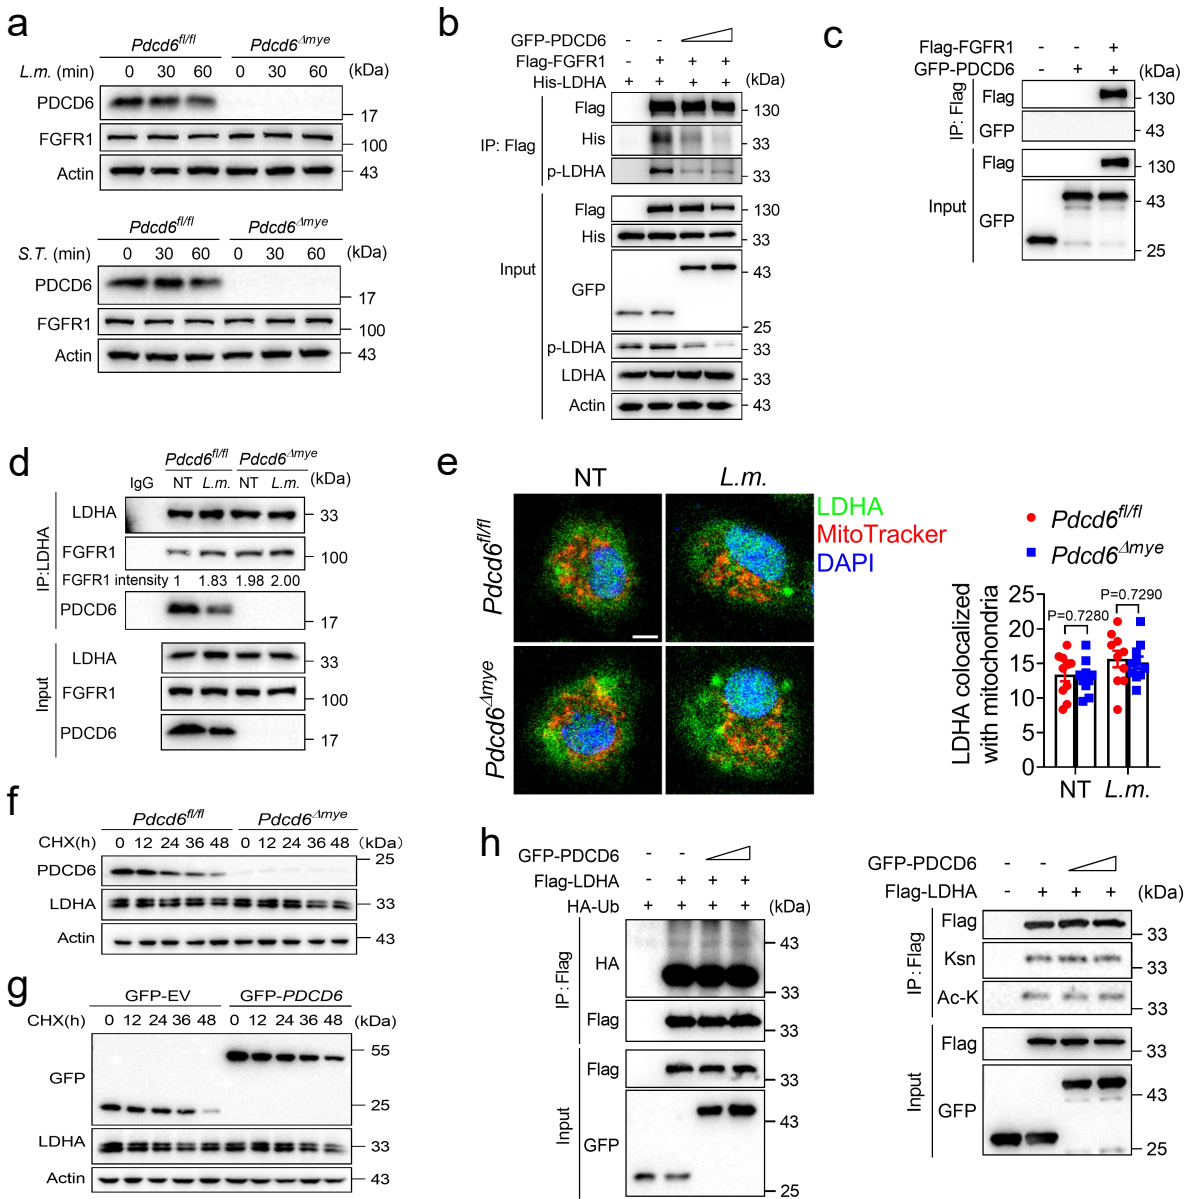 a
Pdcd6fl/fl Pdcd6Δmye
L.m. (min) 0 30 60 0 30 60 (kDa)
PDCD6
17
FGFR1
100
Actin 43
Pdcd6fl/fl Pdcd6Δmye
S.T. (min) 0 30 60 0 30 60 (kDa)
PDCD6
17
FGFR1
100
Actin 43
b
GFP-PDCD6 - -
Flag-FGFR1 - + + +
His-LDHA + + + + (kDa)
IP: Flag
Flag 130
His 33
p-LDHA 33
Input
Flag 130
His 33
GFP 43
25
p-LDHA 33
LDHA 33
Actin 43
c
Flag-FGFR1 - - +
GFP-PDCD6 - + + (kDa)
IP: Flag
Flag 130
GFP 43
Input
Flag 130
GFP 43
25
d
Pdcd6fl/fl Pdcd6Δmye
IgG NT L.m. NT L.m. (kDa)
IP:LDHA
LDHA 33
FGFR1 100
FGFR1 intensity 1 1.83 1.98 2.00
PDCD6 17
Input
LDHA 33
FGFR1 100
PDCD6 17
e
NT L.m.
Pdcd6fl/fl
Pdcd6Δmye
LDHA
MitoTracker
DAPI
Pdcd6fl/fl
Pdcd6Δmye
P=0.7280 P=0.7290
LDHA colocalized
with mitochondria
25
20
15
10
5
0
NT L.m.
f
Pdcd6fl/fl Pdcd6Δmye
CHX(h) 0 12 24 36 48 0 12 24 36 48 (kDa)
PDCD6 25
LDHA 33
Actin 43
g
GFP-EV GFP-PDCD6
CHX(h) 0 12 24 36 48 0 12 24 36 48 (kDa)
GFP 55
25
LDHA 33
Actin 43
h
GFP-PDCD6 - -
Flag-LDHA - + + +
HA-Ub + + + + (kDa)
IP: Flag
HA 43
33
Flag 33
Input
Flag 33
GFP 43
25
GFP-PDCD6 - -
Flag-LDHA - + + + (kDa)
IP: Flag
Flag 33
Ksn 33
Ac-K 33
Input
Flag 33
GFP 43
25